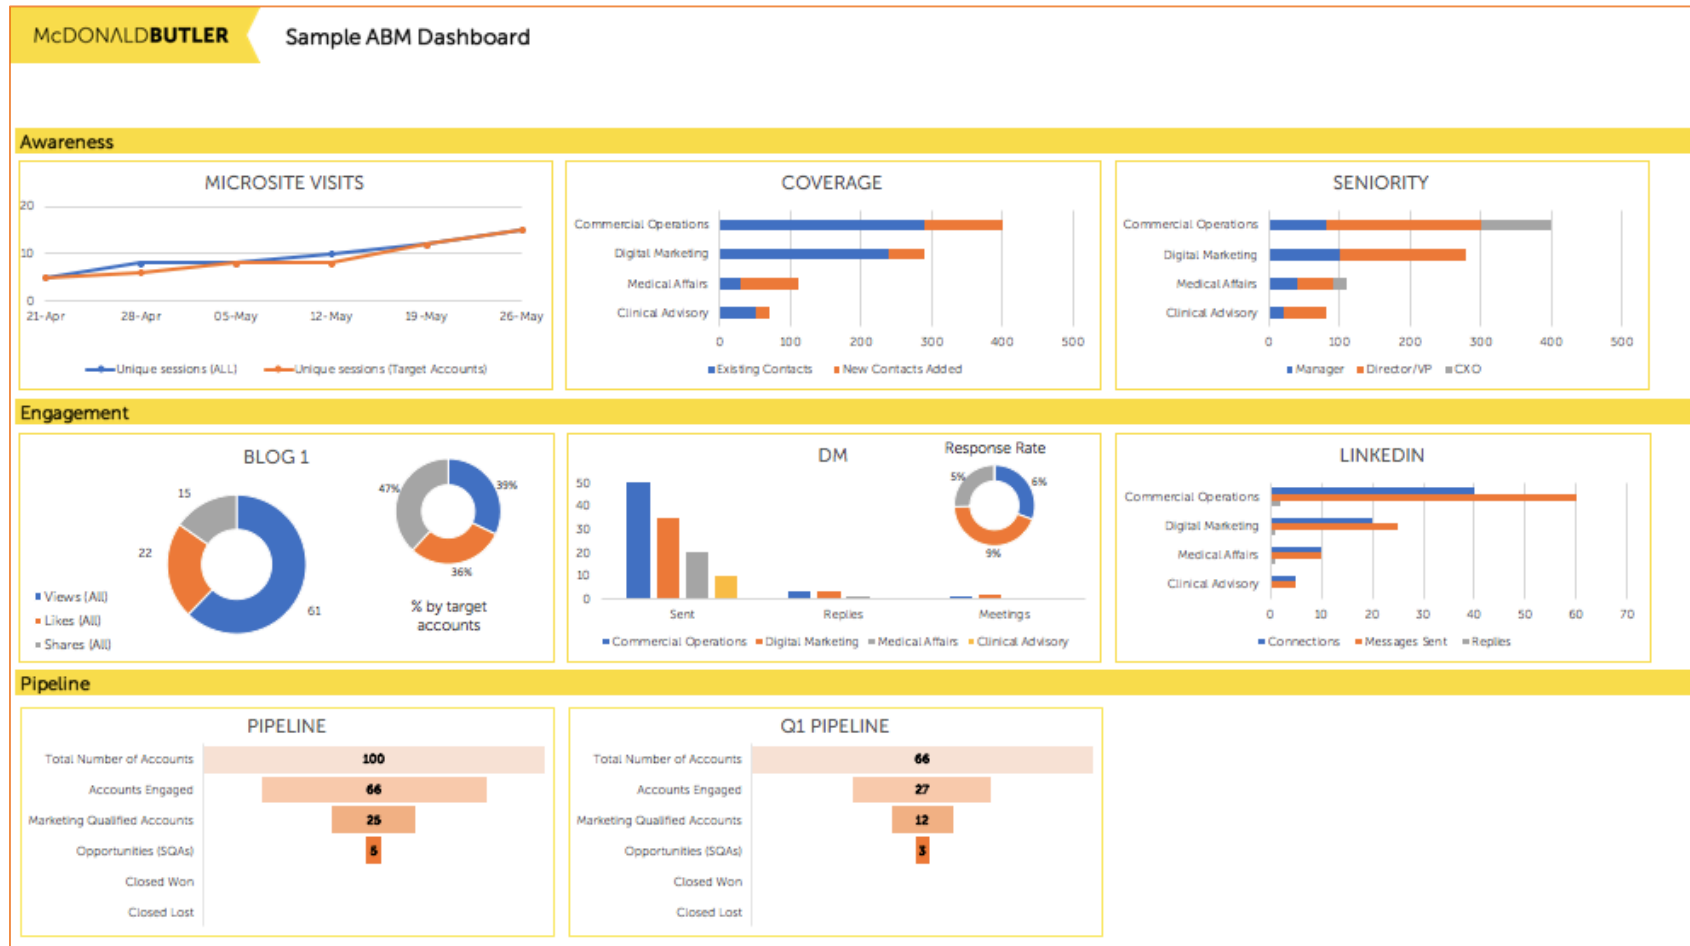 McDONALDBUTLER
Sample ABM Dashboard
Awareness
MICROSITE VISITS
20
10
0
21-Apr 28-Apr 05-May 12-May 19-May 26-May
Unique sessions (ALL) Unique sessions (Target Accounts)
COVERAGE
Commercial Operations
Digital Marketing
Medical Affairs
Clinical Advisory
0 100 200 300 400 500
Existing Contacts New Contacts Added
SENIORITY
Commercial Operations
Digital Marketing
Medical Affairs
Clinical Advisory
0 100 200 300 400 500
Manager Director/VP CXO
Engagement
BLOG 1
15
22
61
Views (All)
Likes (All)
Shares (All)
47% 39%
36%
% by target
accounts
DM
50
40
30
20
10
0
Sent Replies Meetings
Commercial Operations Digital Marketing Medical Affairs Clinical Advisory
Response Rate
5% 6%
9%
LINKEDIN
Commercial Operations
Digital Marketing
Medical Affairs
Clinical Advisory
0 10 20 30 40 50 60 70
Connections Messages Sent Replies
Pipeline
PIPELINE
Total Number of Accounts 100
Accounts Engaged 66
Marketing Qualified Accounts 25
Opportunities (SQAs) 5
Closed Won
Closed Lost
Q1 PIPELINE
Total Number of Accounts 66
Accounts Engaged 27
Marketing Qualified Accounts 12
Opportunities (SQAs) 3
Closed Won
Closed Lost